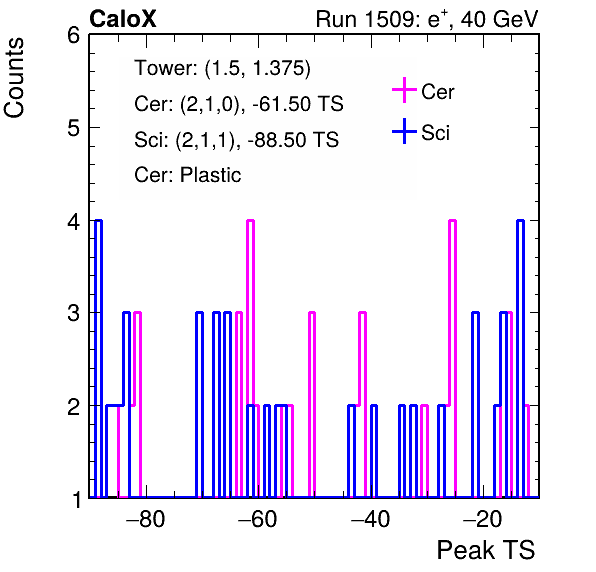 CaloX Run 1509: e⁺, 40 GeV
Counts
6
Tower: (1.5, 1.375)
Cer: (2,1,0), -61.50 TS
Sci: (2,1,1), -88.50 TS
Cer: Plastic
Cer
Sci
5
4
3
2
1
−80 −60 −40 −20
Peak TS